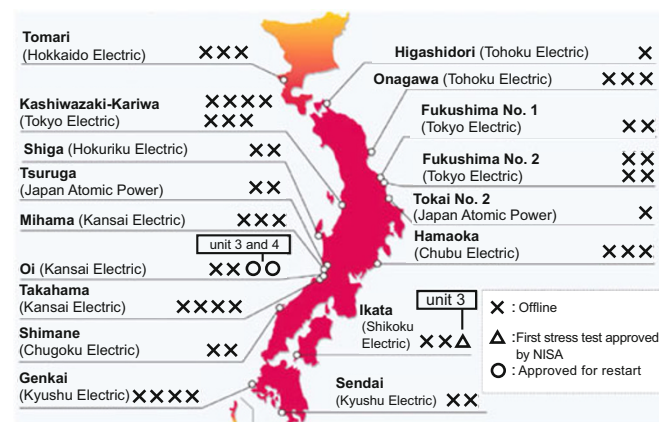 Tomari
(Hokkaido Electric) ×××
Kashiwazaki-Kariwa ××××
(Tokyo Electric) ×××
Shiga (Hokuriku Electric) ××
Tsuruga
(Japan Atomic Power) ××
Mihama (Kansai Electric) ×××
unit 3 and 4
Oi (Kansai Electric) ××○○
Takahama
(Kansai Electric) ××××
Shimane
(Chugoku Electric) ××
Genkai
(Kyushu Electric) ××××
Higashidori (Tohoku Electric) ×
Onagawa (Tohoku Electric) ×××
Fukushima No. 1
(Tokyo Electric) ××
Fukushima No. 2 ××
(Tokyo Electric) ××
Tokai No. 2
(Japan Atomic Power) ×
Hamaoka
(Chubu Electric) ×××
unit 3
Ikata
(Shikoku
Electric) ××△
Sendai
(Kyushu Electric) ××
× : Offline
△ :First stress test approved
by NISA
○ : Approved for restart